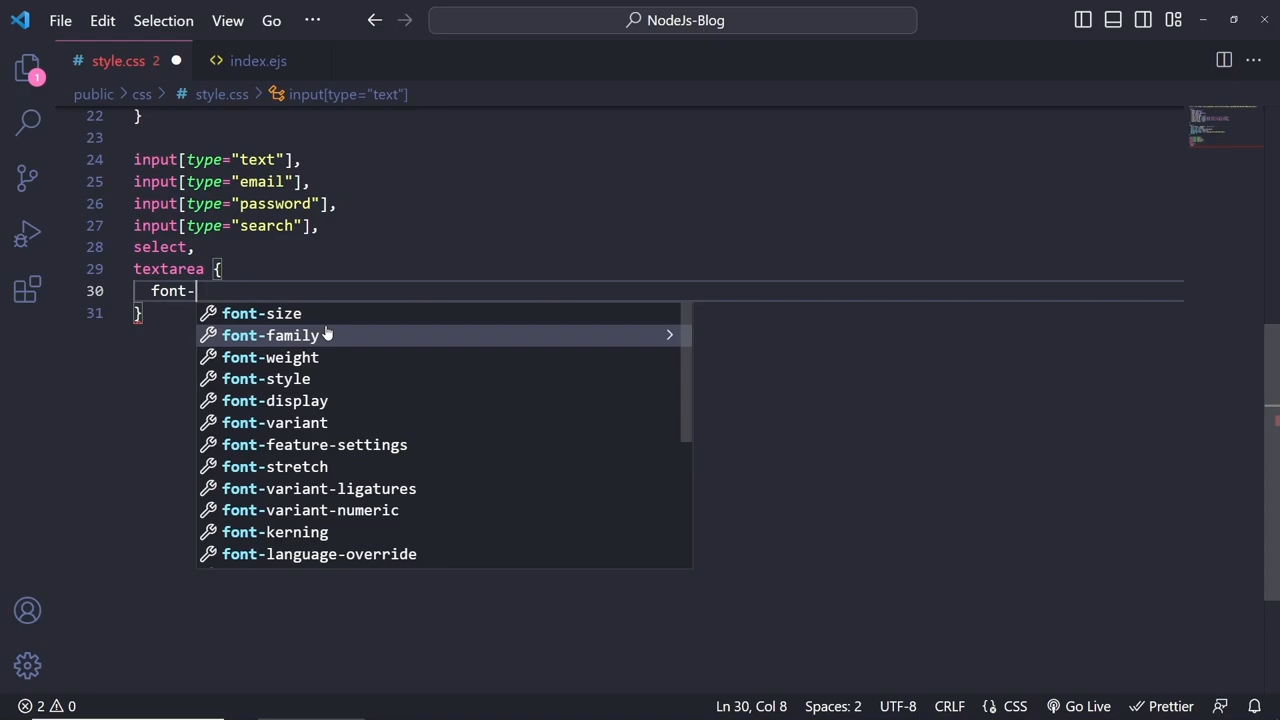 File Edit Selection View Go ··· NodeJs-Blog
# style.css 2 ● <> index.ejs ···
1
public > css > # style.css > input[type="text"]
22 }
23
24 input[type="text"],
25 input[type="email"],
26 input[type="password"],
27 input[type="search"],
28 select,
29 textarea {
30 font-
31 }
font-size
font-family >
font-weight
font-style
font-display
font-variant
font-feature-settings
font-stretch
font-variant-ligatures
font-variant-numeric
font-kerning
font-language-override
2 0 Ln 30, Col 8 Spaces: 2 UTF-8 CRLF {} CSS Go Live Prettier